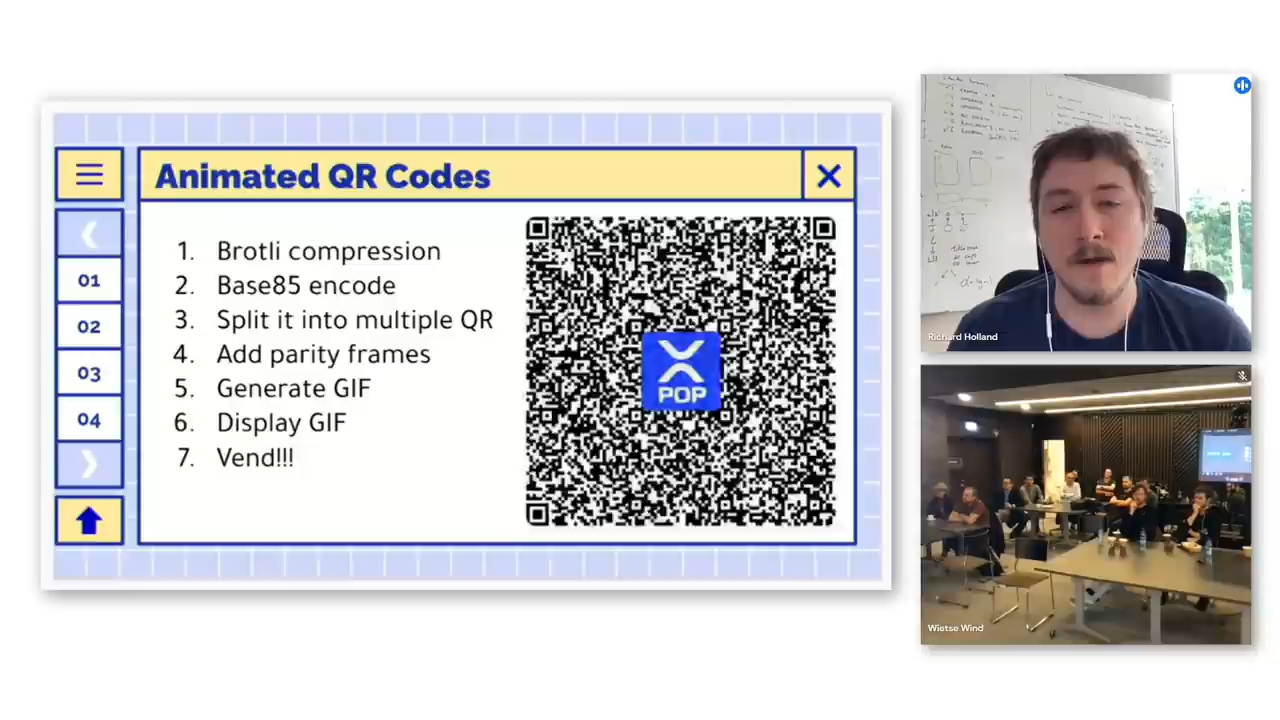 Animated QR Codes
01
02
03
04
1. Brotli compression
2. Base85 encode
3. Split it into multiple QR
4. Add parity frames
5. Generate GIF
6. Display GIF
7. Vend!!!
POP
Richard Holland
Wietse Wind